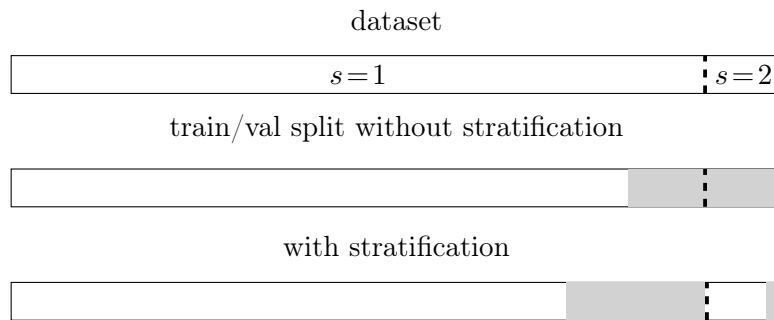 dataset
s=1 s=2
train/val split without stratification
with stratification